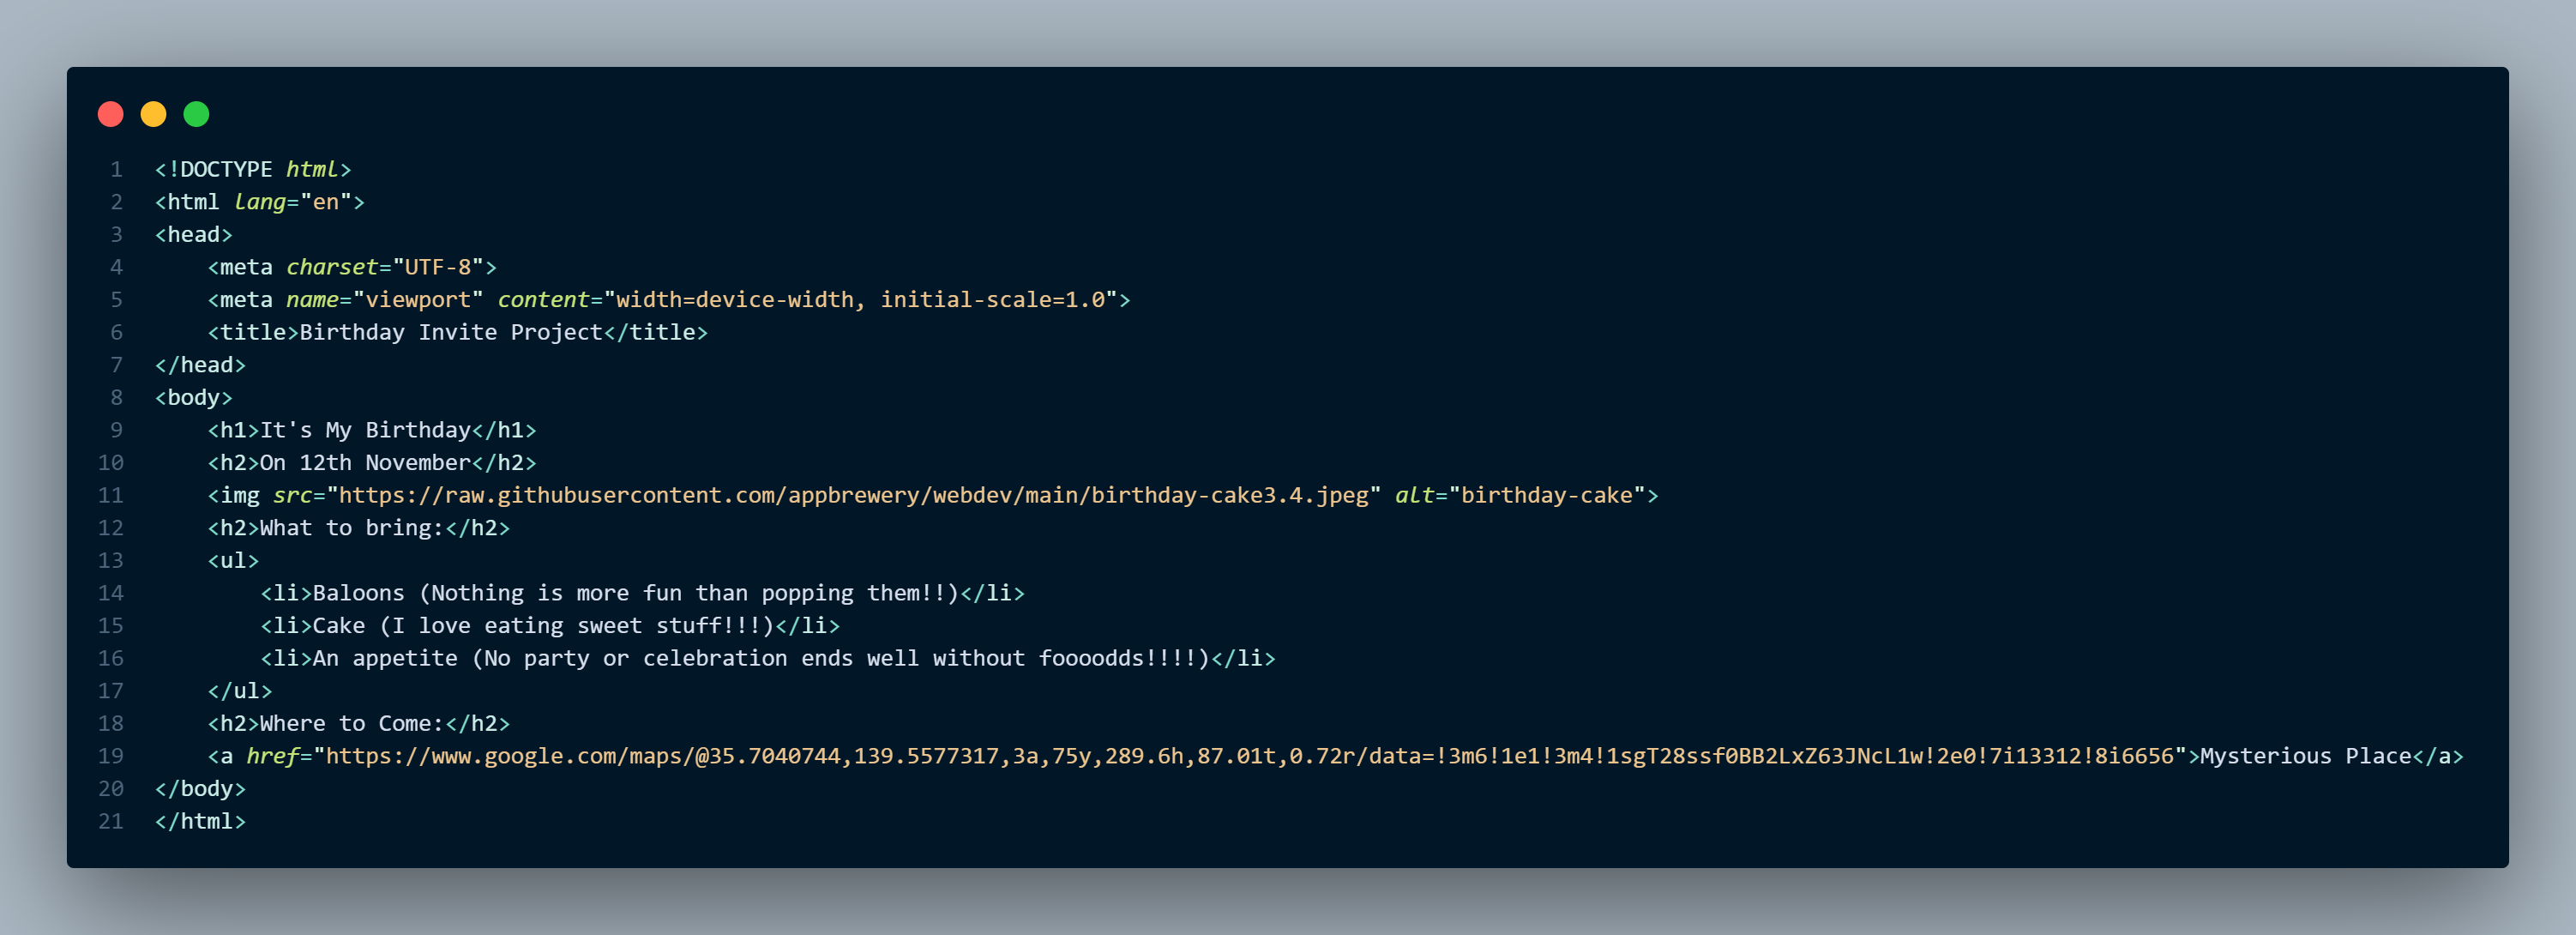 1 <!DOCTYPE html>
2 <html lang="en">
3 <head>
4     <meta charset="UTF-8">
5     <meta name="viewport" content="width=device-width, initial-scale=1.0">
6     <title>Birthday Invite Project</title>
7 </head>
8 <body>
9     <h1>It's My Birthday</h1>
10     <h2>On 12th November</h2>
11     <img src="https://raw.githubusercontent.com/appbrewery/webdev/main/birthday-cake3.4.jpeg" alt="birthday-cake">
12     <h2>What to bring:</h2>
13     <ul>
14         <li>Baloons (Nothing is more fun than popping them!!)</li>
15         <li>Cake (I love eating sweet stuff!!!)</li>
16         <li>An appetite (No party or celebration ends well without foooodds!!!!)</li>
17     </ul>
18     <h2>Where to Come:</h2>
19     <a href="https://www.google.com/maps/@35.7040744,139.5577317,3a,75y,289.6h,87.01t,0.72r/data=!3m6!1e1!3m4!1sgT28ssf0BB2LxZ63JNcL1w!2e0!7i13312!8i6656">Mysterious Place</a>
20 </body>
21 </html>